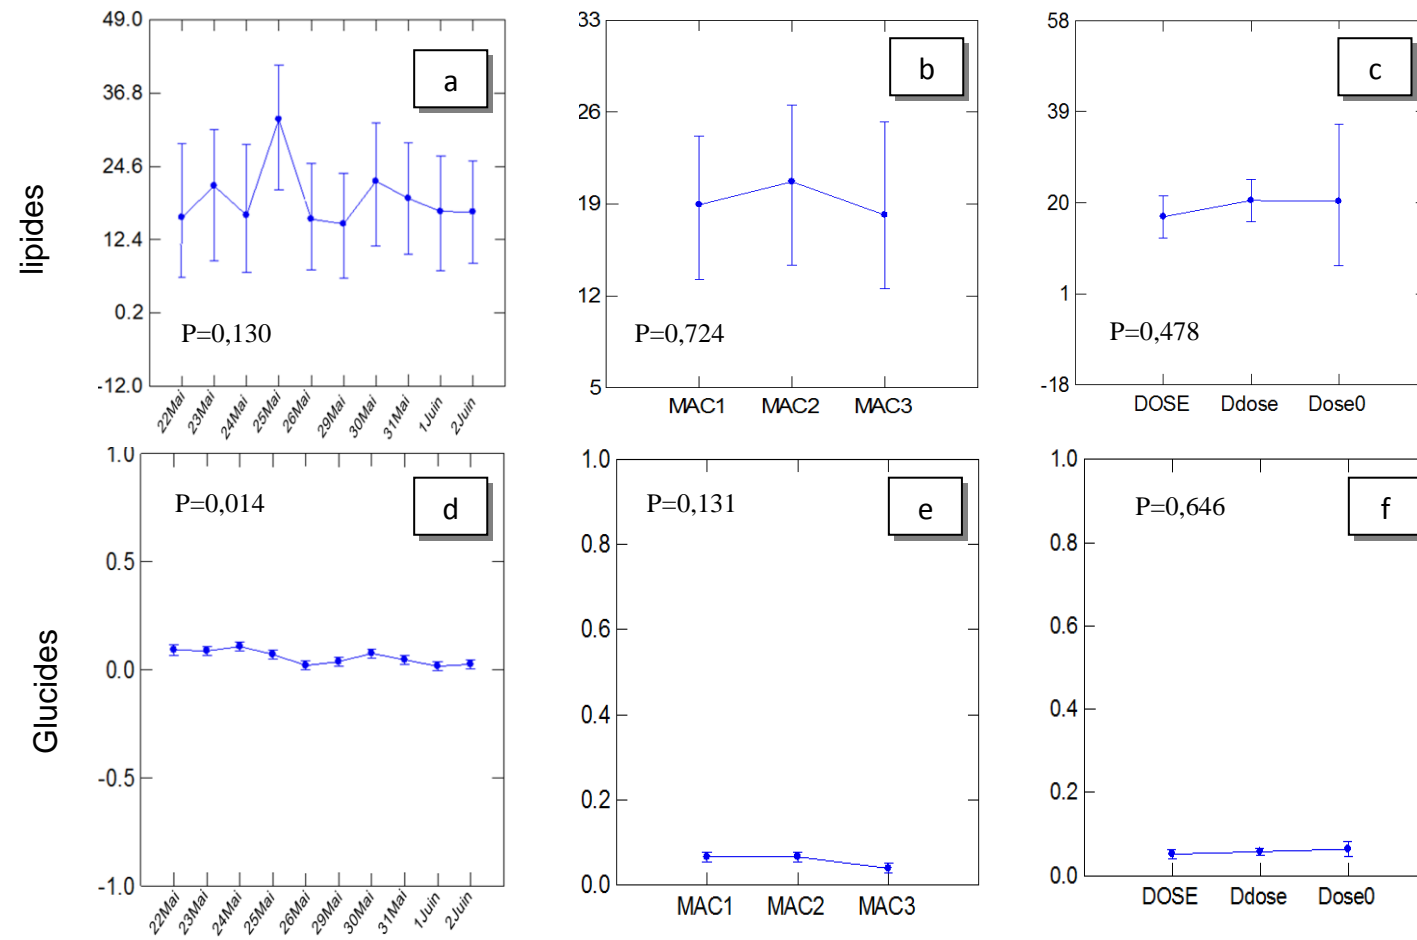 lipides
49.0
36.8
24.6
12.4
0.2
-12.0
a
P=0,130
22Mai
23Mai
24Mai
25Mai
26Mai
29Mai
30Mai
31Mai
1Juin
2Juin
33
26
19
12
5
b
P=0,724
MAC1 MAC2 MAC3
58
39
20
1
-18
c
P=0,478
DOSE Ddose Dose0
Glucides
1.0
0.5
0.0
-0.5
-1.0
P=0,014
d
22Mai
23Mai
24Mai
25Mai
26Mai
29Mai
30Mai
31Mai
1Juin
2Juin
1.0
0.8
0.6
0.4
0.2
0.0
P=0,131
e
MAC1 MAC2 MAC3
1.0
0.8
0.6
0.4
0.2
0.0
P=0,646
f
DOSE Ddose Dose0